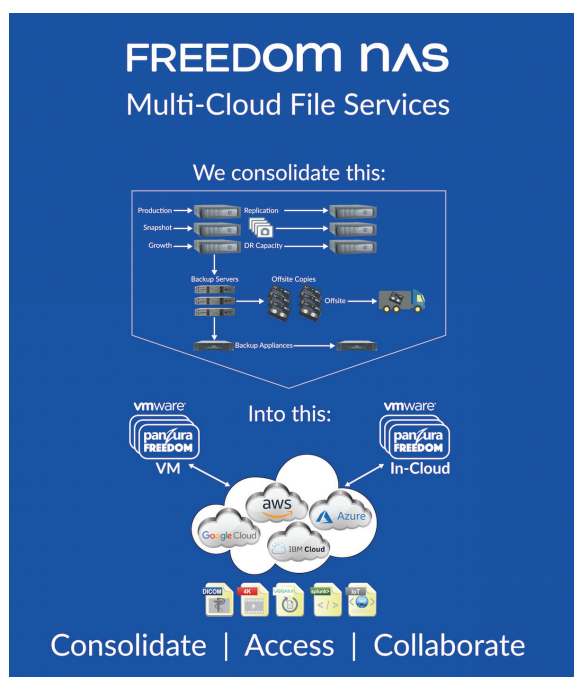 FREEDOM NAS
Multi-Cloud File Services
We consolidate this:
Production
Replication
Snapshot
Growth
DR Capacity
Backup Servers
Offsite Copies
Offsite
Backup Appliances
Into this:
vmware
panzura
FREEDOM
VM
vmware
panzura
FREEDOM
In-Cloud
aws
Google Cloud
Azure
IBM Cloud
DICOM
4K
splunk>
IoT
Consolidate | Access | Collaborate